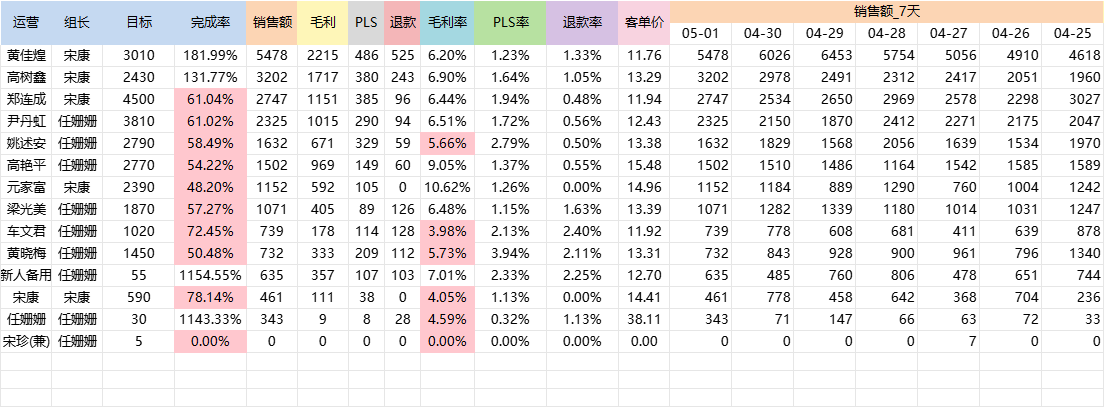 运营 组长 目标 完成率 销售额 毛利 PLS 退款 毛利率 PLS率 退款率 客单价 销售额_7天
05-01 04-30 04-29 04-28 04-27 04-26 04-25
黄佳煌 宋康 3010 181.99% 5478 2215 486 525 6.20% 1.23% 1.33% 11.76 5478 6026 6453 5754 5056 4910 4618
高树鑫 宋康 2430 131.77% 3202 1717 380 243 6.90% 1.64% 1.05% 13.29 3202 2978 2491 2312 2417 2051 1960
郑连成 宋康 4500 61.04% 2747 1151 385 96 6.44% 1.94% 0.48% 11.94 2747 2534 2650 2969 2578 2298 3027
尹丹虹 任姗姗 3810 61.02% 2325 1015 290 94 6.51% 1.72% 0.56% 12.43 2325 2150 1870 2412 2271 2175 2047
姚述安 任姗姗 2790 58.49% 1632 671 329 59 5.66% 2.79% 0.50% 13.38 1632 1829 1568 2056 1639 1534 1970
高艳平 任姗姗 2770 54.22% 1502 969 149 60 9.05% 1.37% 0.55% 15.48 1502 1510 1486 1164 1542 1585 1589
元家富 宋康 2390 48.20% 1152 592 105 0 10.62% 1.26% 0.00% 14.96 1152 1184 889 1290 760 1004 1242
梁光美 任姗姗 1870 57.27% 1071 405 89 126 6.48% 1.15% 1.63% 13.39 1071 1282 1339 1180 1014 1031 1247
车文君 任姗姗 1020 72.45% 739 178 114 128 3.98% 2.13% 2.40% 11.92 739 778 608 681 411 639 878
黄晓梅 任姗姗 1450 50.48% 732 333 209 112 5.73% 3.94% 2.11% 13.31 732 843 928 900 961 796 1340
新人备用 任姗姗 55 1154.55% 635 357 107 103 7.01% 2.33% 2.25% 12.70 635 485 760 806 478 651 744
宋康 宋康 590 78.14% 461 111 38 0 4.05% 1.13% 0.00% 14.41 461 778 458 642 368 704 236
任姗姗 任姗姗 30 1143.33% 343 9 8 28 4.59% 0.32% 1.13% 38.11 343 71 147 66 63 72 33
宋珍(兼) 任姗姗 5 0.00% 0 0 0 0 0.00% 0.00% 0.00% 0.00 0 0 0 0 7 0 0